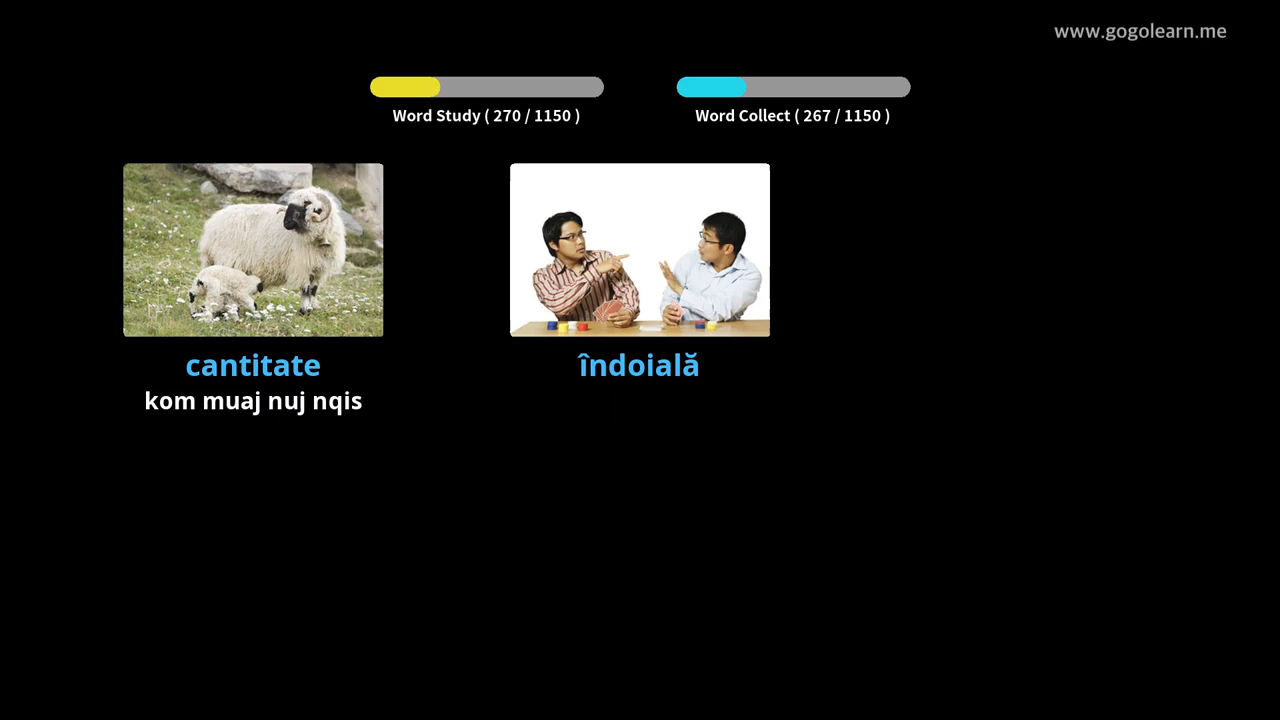 www.gogolearn.me
Word Study ( 270 / 1150 )
Word Collect ( 267 / 1150 )
cantitate
îndoială
kom muaj nuj nqis